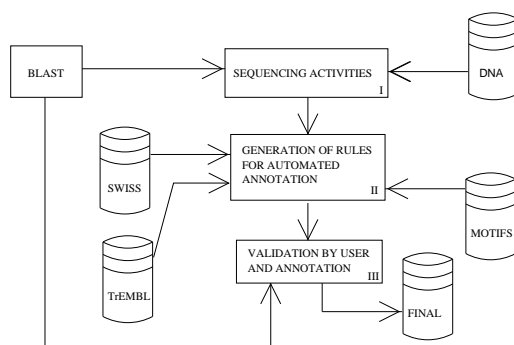 BLAST
SEQUENCING ACTIVITIES
I
DNA
SWISS
GENERATION OF RULES
FOR AUTOMATED
ANNOTATION
II
MOTIFS
TrEMBL
VALIDATION BY USER
AND ANNOTATION
III
FINAL